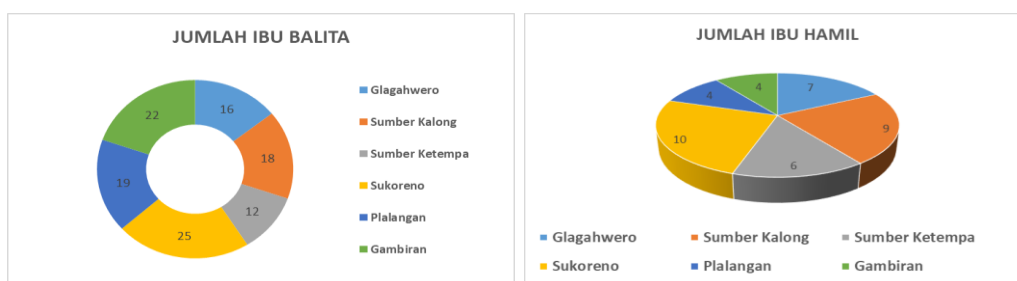 JUMLAH IBU BALITA
16
18
12
25
19
22
Glagahwero
Sumber Kalong
Sumber Ketempa
Sukoreno
Plalangan
Gambiran
JUMLAH IBU HAMIL
7
9
6
10
4
4
Glagahwero Sumber Kalong Sumber Ketempa
Sukoreno Plalangan Gambiran